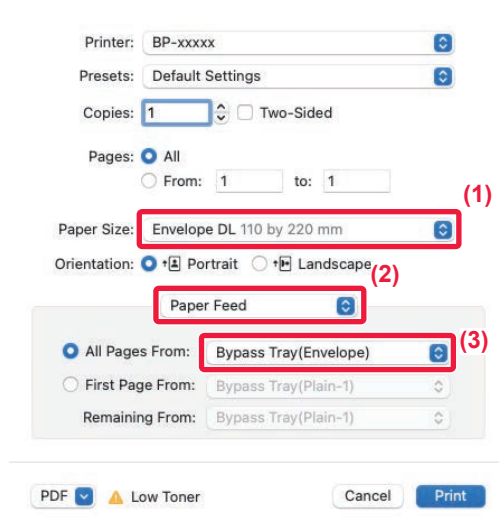 Printer: BP-xxxxx
Presets: Default Settings
Copies: 1 Two-Sided
Pages: All
From: 1 to: 1
(1)
Paper Size: Envelope DL 110 by 220 mm
Orientation: Portrait Landscape
(2)
Paper Feed
(3)
All Pages From: Bypass Tray(Envelope)
First Page From: Bypass Tray(Plain-1)
Remaining From: Bypass Tray(Plain-1)
PDF Low Toner Cancel Print